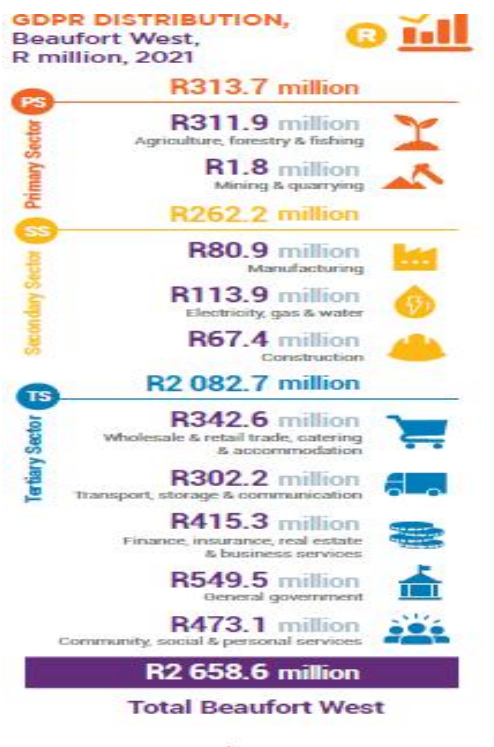 GDPR DISTRIBUTION,
Beaufort West,
R million, 2021
R
R313.7 million
PS
Primary Sector
R311.9 million
Agriculture, forestry & fishing
R1.8 million
Mining & quarrying
R262.2 million
SS
Secondary Sector
R80.9 million
Manufacturing
R113.9 million
Electricity, gas & water
R67.4 million
Construction
R2 082.7 million
TS
Tertiary Sector
R342.6 million
Wholesale & retail trade, catering
& accommodation
R302.2 million
Transport, storage & communication
R415.3 million
Finance, insurance, real estate
& business services
R549.5 million
General government
R473.1 million
Community, social & personal services
R2 658.6 million
Total Beaufort West